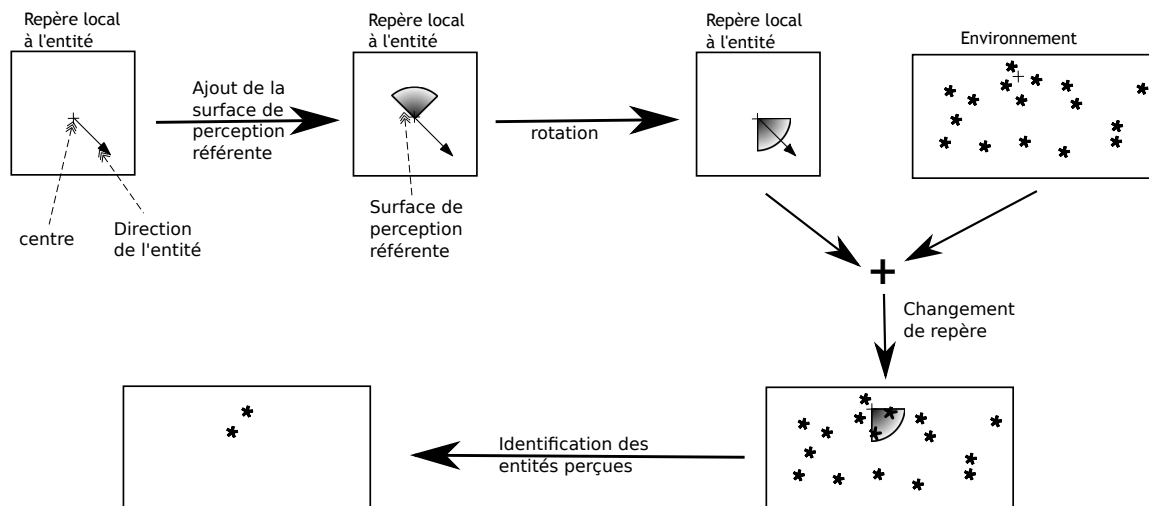 Repère local
à l'entité
Ajout de la
surface de
perception
référente
centre
Direction
de l'entité
Repère local
à l'entité
Surface de
perception
référente
rotation
Repère local
à l'entité
Environnement
+
Changement
de repère
Identification des
entités perçues